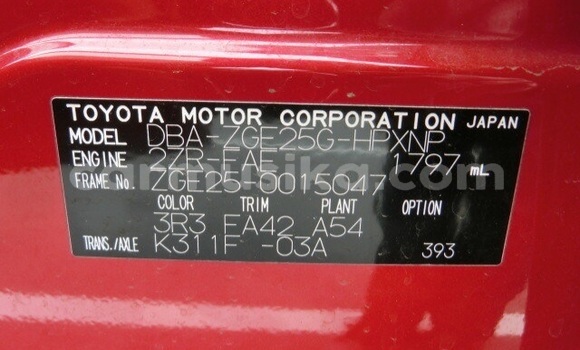 TOYOTA MOTOR CORPORATION JAPAN
MODEL DBA-ZGE25G-HPXNP
ENGINE 2ZR-FAE 1797 mL
FRAME No. ZGE25-0015047
COLOR TRIM PLANT OPTION
3R3 FA42 A54
TRANS./AXLE K311F -03A 393